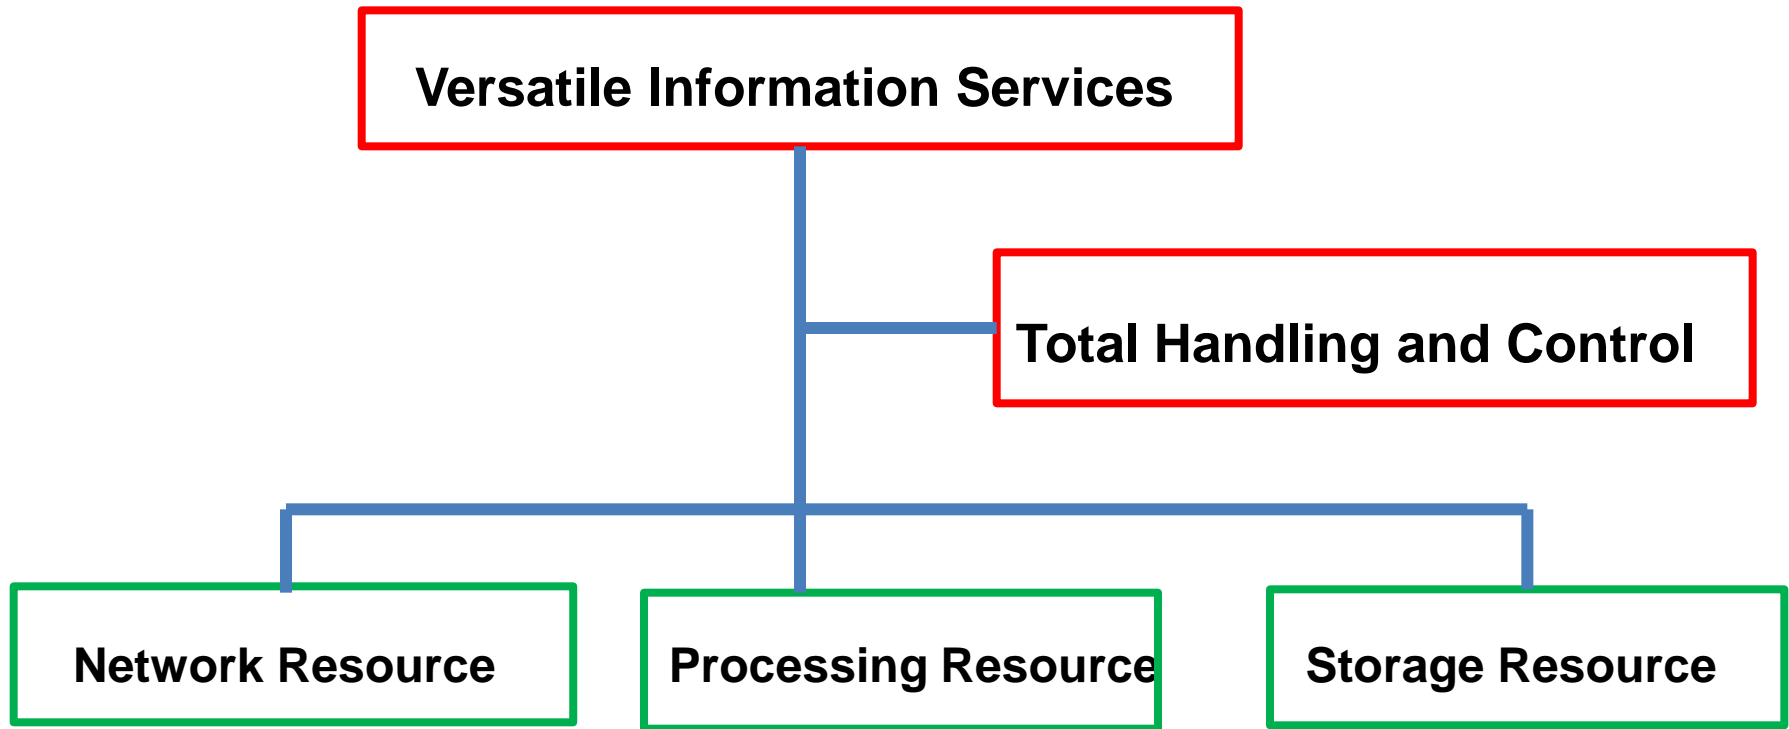 Versatile Information Services
Total Handling and Control
Network Resource
Processing Resource
Storage Resource